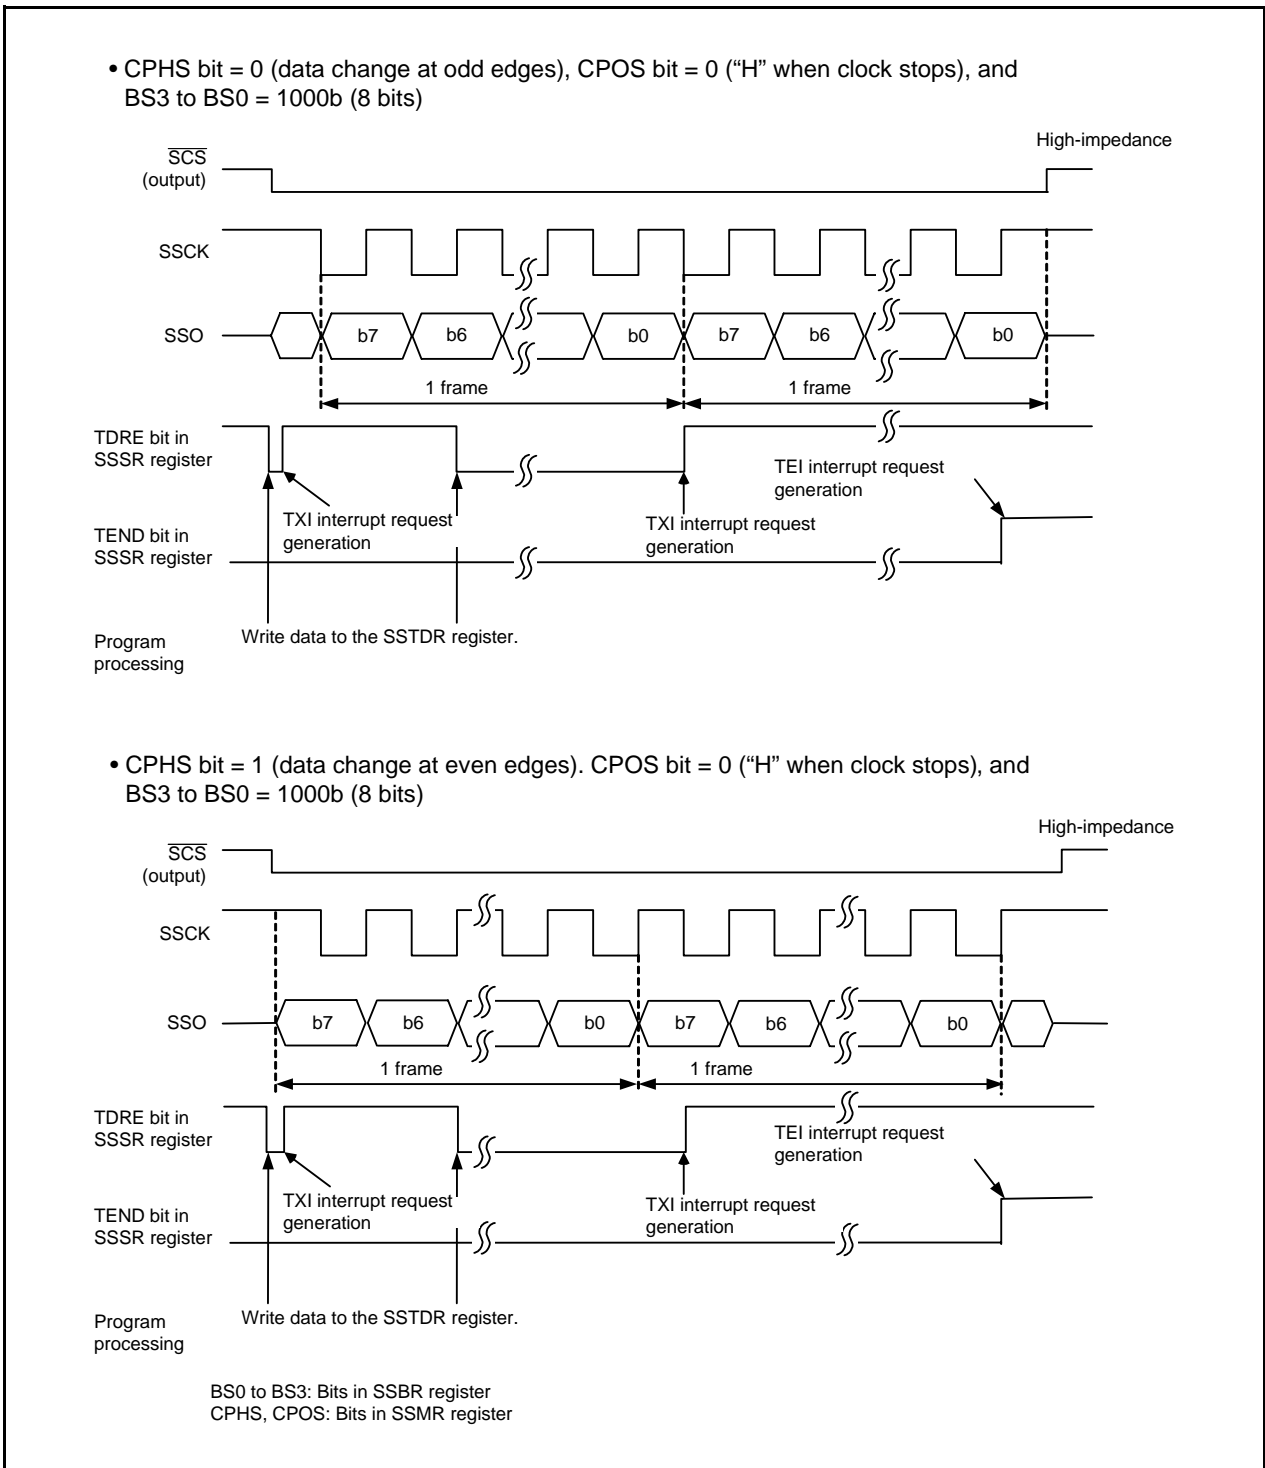 • CPHS bit = 0 (data change at odd edges), CPOS bit = 0 (“H” when clock stops), and
BS3 to BS0 = 1000b (8 bits)
High-impedance
SCS
(output)
SSCK
SSO
b7
b6
b0
b7
b6
b0
1 frame
1 frame
TDRE bit in
SSSR register
TEI interrupt request
generation
TXI interrupt request
generation
TXI interrupt request
generation
TEND bit in
SSSR register
Write data to the SSTDR register.
Program
processing
• CPHS bit = 1 (data change at even edges). CPOS bit = 0 (“H” when clock stops), and
BS3 to BS0 = 1000b (8 bits)
High-impedance
SCS
(output)
SSCK
SSO
b7
b6
b0
b7
b6
b0
1 frame
1 frame
TDRE bit in
SSSR register
TEI interrupt request
generation
TXI interrupt request
generation
TXI interrupt request
generation
TEND bit in
SSSR register
Write data to the SSTDR register.
Program
processing
BS0 to BS3: Bits in SSBR register
CPHS, CPOS: Bits in SSMR register